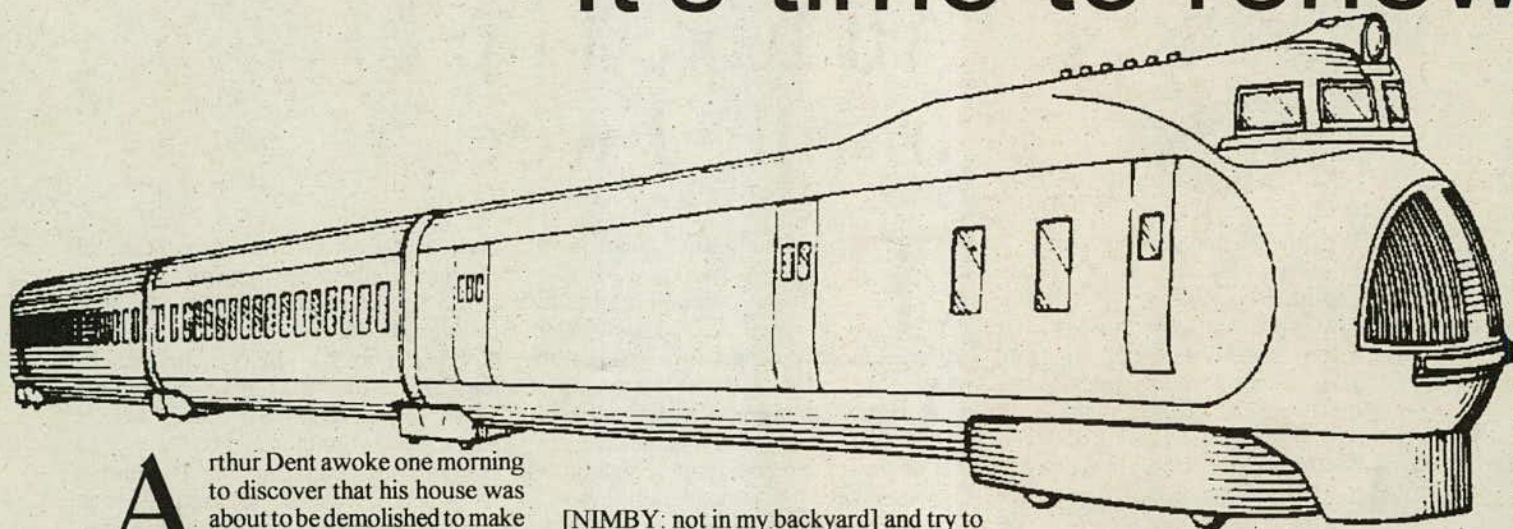 It's time to renew
Arthur Dent awoke one morning
to discover that his house was
about to be demolished to make
[NIMBY: not in my backyard] and try to